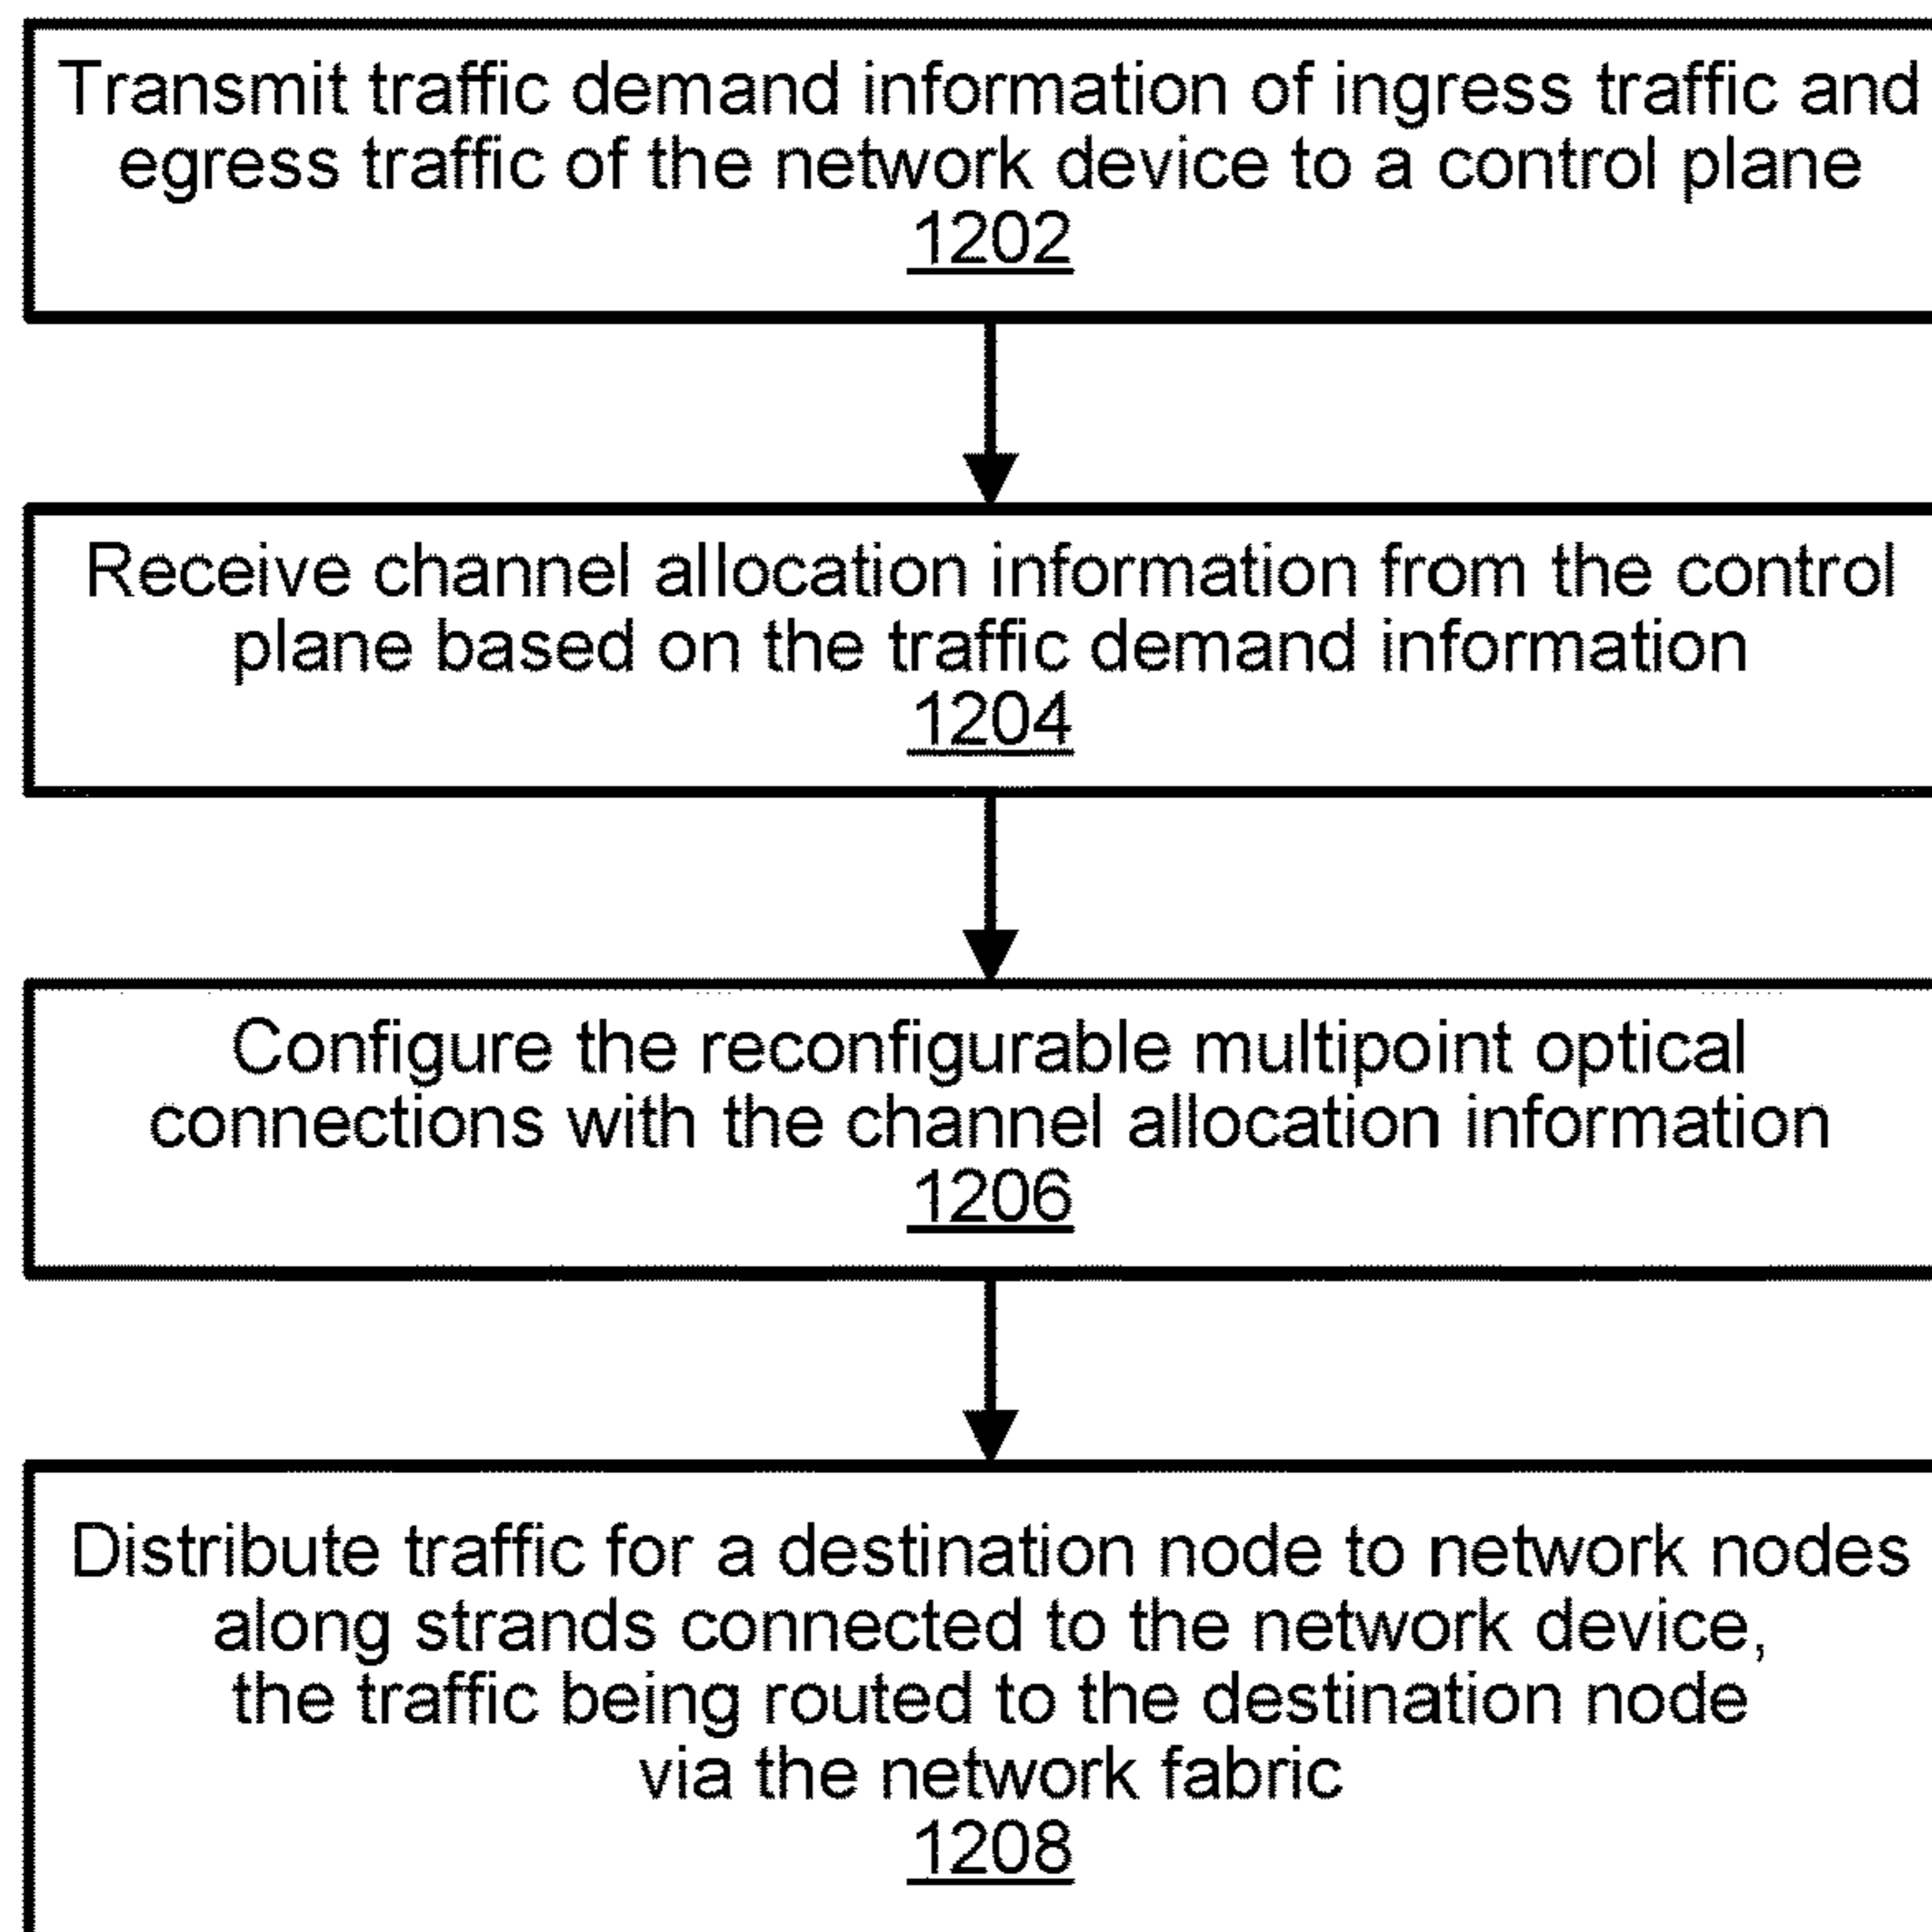 Transmit traffic demand information of ingress traffic and
egress traffic of the network device to a control plane
1202
Receive channel allocation information from the control
plane based on the traffic demand information
1204
Configure the reconfigurable multipoint optical
connections with the channel allocation information
1206
Distribute traffic for a destination node to network nodes
along strands connected to the network device,
the traffic being routed to the destination node
via the network fabric
1208